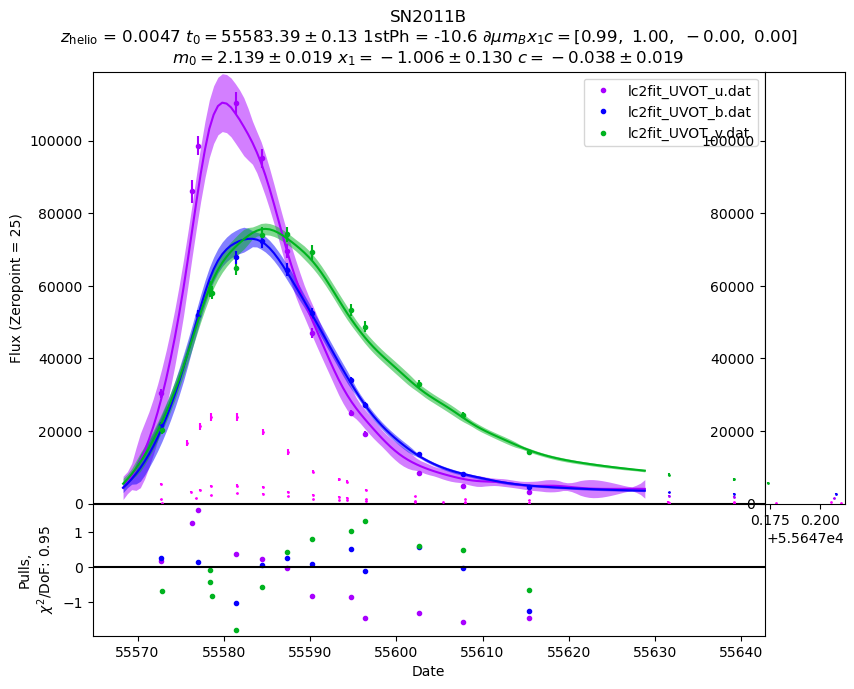 SN2011B
z_helio = 0.0047 t_0 = 55583.39 ± 0.13 1stPh = -10.6 ∂μm_Bx_1c = [0.99, 1.00, −0.00, 0.00]
m_0 = 2.139 ± 0.019 x_1 = −1.006 ± 0.130 c = −0.038 ± 0.019
lc2fit_UVOT_u.dat
lc2fit_UVOT_b.dat
lc2fit_UVOT_v.dat
Flux (Zeropoint = 25)
100000
80000
60000
40000
20000
0
100000
80000
60000
40000
20000
0
0.175 0.200
+5.5647e4
Pulls,
χ²/DoF: 0.95
1
0
−1
55570 55580 55590 55600 55610 55620 55630 55640
Date